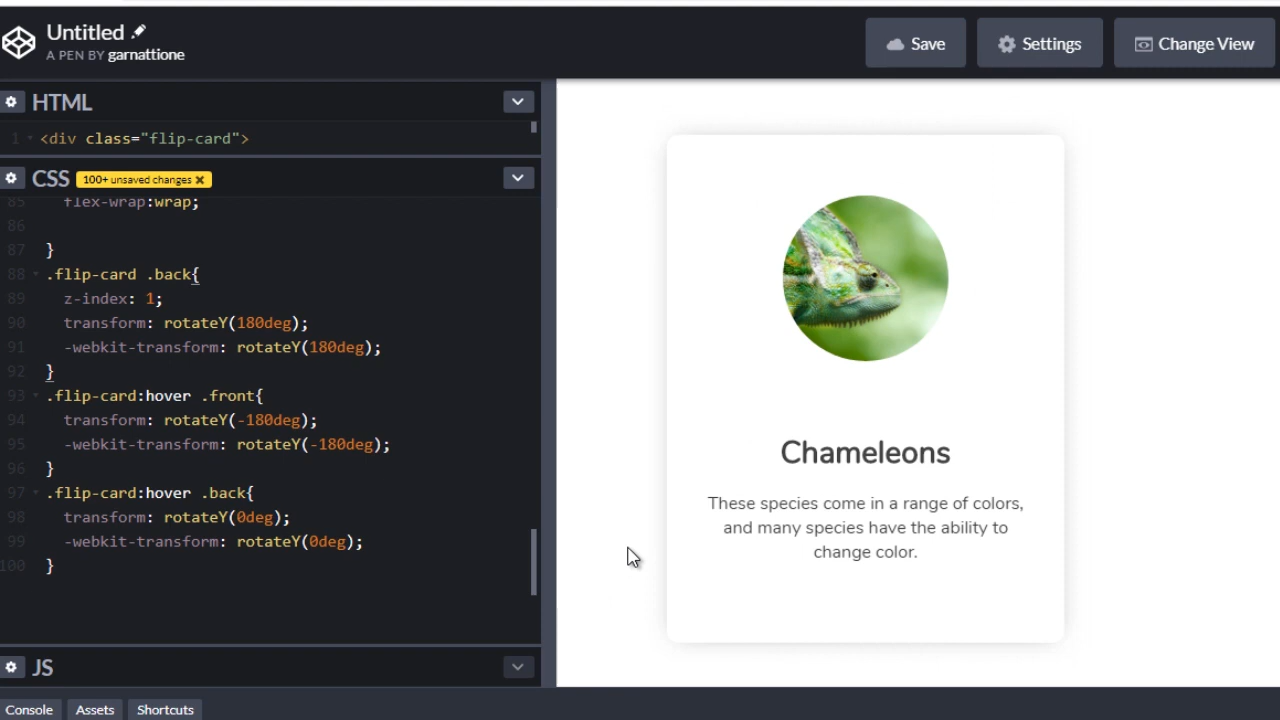 Untitled
A PEN BY garnattione
Save
Settings
Change View
HTML
1 <div class="flip-card">
CSS 100+ unsaved changes ×
85 flex-wrap:wrap;
86
87 }
88 .flip-card .back{
89 z-index: 1;
90 transform: rotateY(180deg);
91 -webkit-transform: rotateY(180deg);
92 }
93 .flip-card:hover .front{
94 transform: rotateY(-180deg);
95 -webkit-transform: rotateY(-180deg);
96 }
97 .flip-card:hover .back{
98 transform: rotateY(0deg);
99 -webkit-transform: rotateY(0deg);
100 }
JS
Console Assets Shortcuts
Chameleons
These species come in a range of colors,
and many species have the ability to
change color.